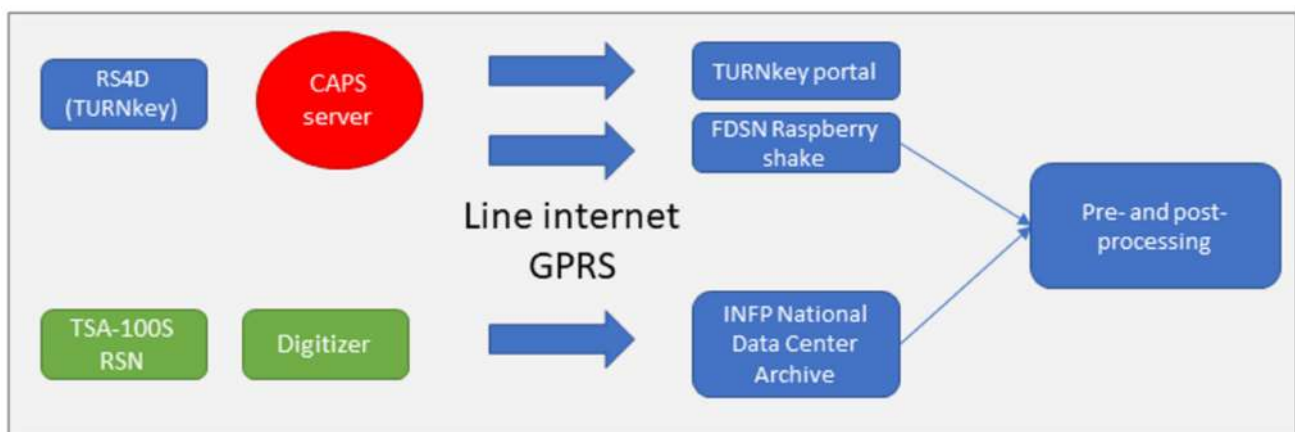 RS4D
(TURNkey)
CAPS
server
TURNkey portal
FDSN Raspberry
shake
Line internet
GPRS
Pre- and post-
processing
TSA-100S
RSN
Digitizer
INFP National
Data Center
Archive